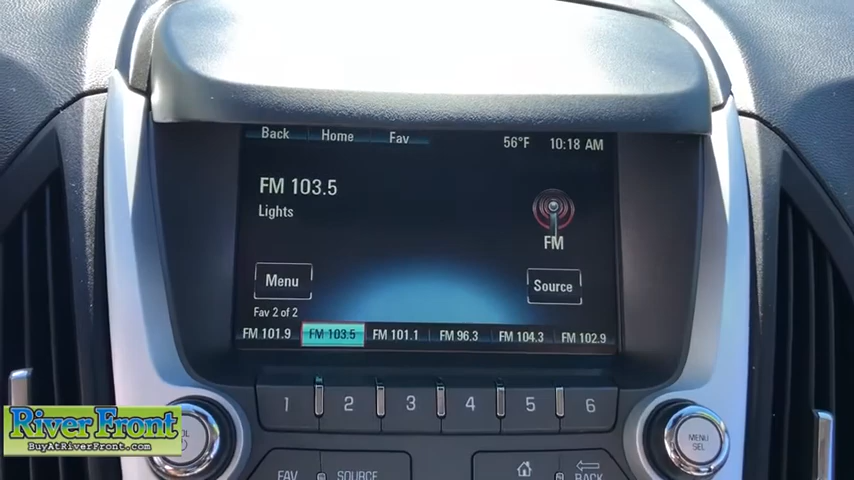 Back Home Fav 56°F 10:18 AM
FM 103.5
Lights
FM
Menu
Source
Fav 2 of 2
FM 101.9 FM 103.5 FM 101.1 FM 96.3 FM 104.3 FM 102.9
1 2 3 4 5 6
River Front
BuyAtRiverFront.com
MENU
SEL
FAV SOURCE
BACK